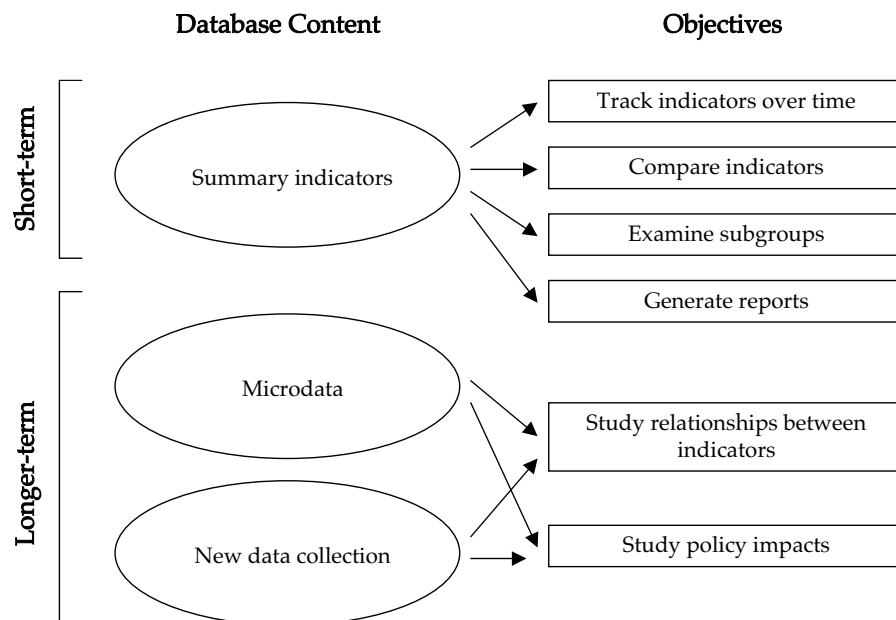 Database Content
Objectives
Short-term
Summary indicators
Track indicators over time
Compare indicators
Examine subgroups
Generate reports
Longer-term
Microdata
New data collection
Study relationships between
indicators
Study policy impacts